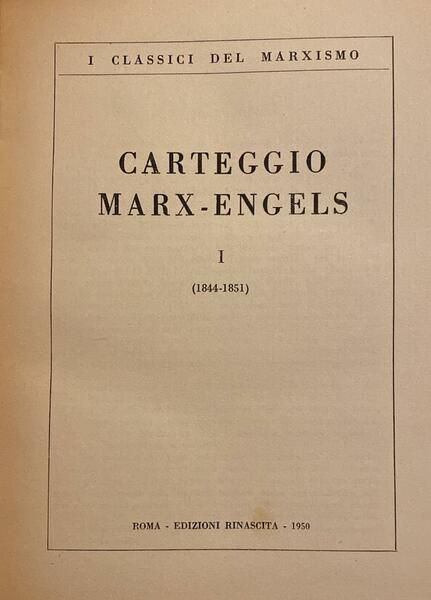 I CLASSICI DEL MARXISMO
CARTEGGIO
MARX-ENGELS
I
(1844-1851)
ROMA - EDIZIONI RINASCITA - 1950